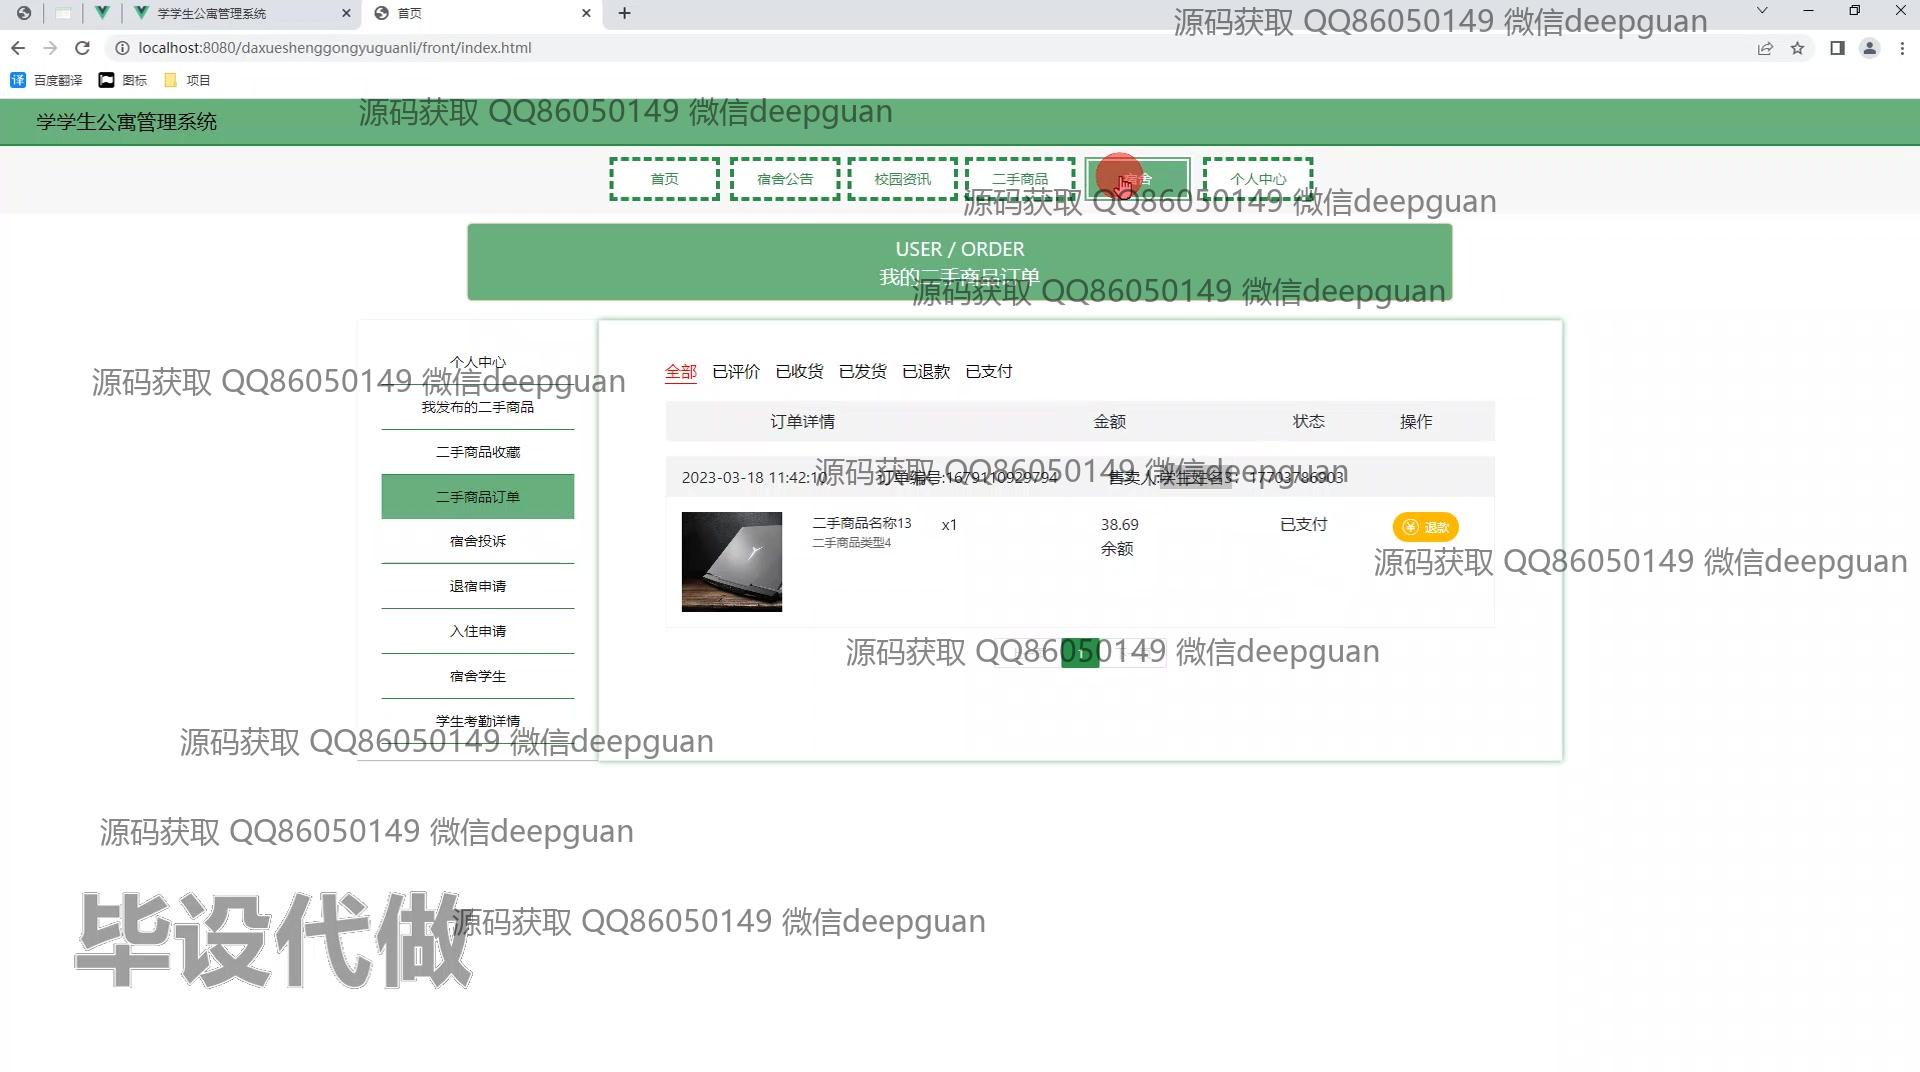 学学生公寓管理系统
首页
源码获取 QQ86050149 微信deepguan
localhost:8080/daxueshenggongyuguanli/front/index.html
百度翻译 图标 项目
学学生公寓管理系统
源码获取 QQ86050149 微信deepguan
首页 宿舍公告 校园资讯 二手商品 宿舍 个人中心
源码获取 QQ86050149 微信deepguan
USER / ORDER
我的二手商品订单
源码获取 QQ86050149 微信deepguan
个人中心
源码获取 QQ86050149 微信deepguan
我发布的二手商品
二手商品收藏
二手商品订单
宿舍投诉
退宿申请
入住申请
宿舍学生
学生考勤详情
全部 已评价 已收货 已发货 已退款 已支付
订单详情 金额 状态 操作
2023-03-18 11:42:10 订单编号:1679110929794 售卖人:学生姓名3: 17703786903
源码获取 QQ86050149 微信deepguan
二手商品名称13 x1 38.69 已支付 退款
二手商品类型4 余额
源码获取 QQ86050149 微信deepguan
1
源码获取 QQ86050149 微信deepguan
源码获取 QQ86050149 微信deepguan
源码获取 QQ86050149 微信deepguan
毕设代做
源码获取 QQ86050149 微信deepguan